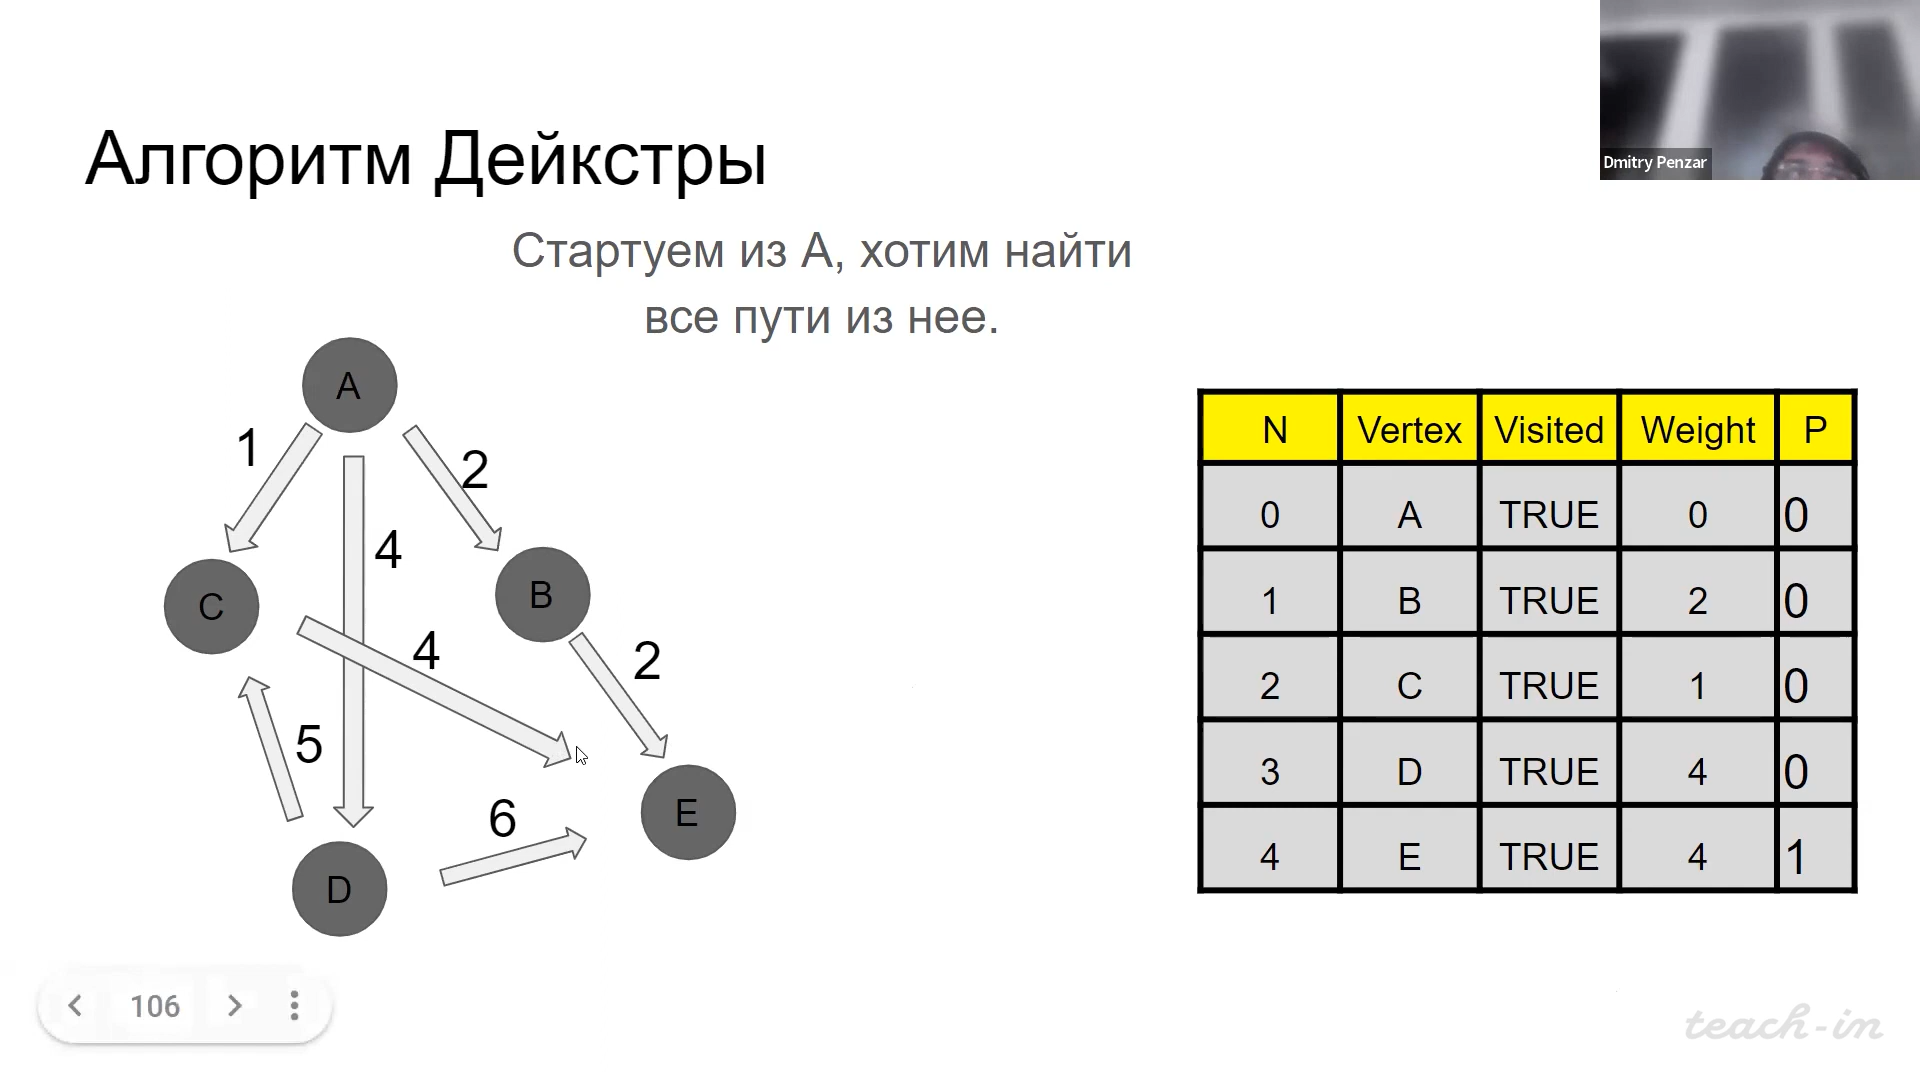 Dmitry Penzar
Алгоритм Дейкстры
Стартуем из А, хотим найти
все пути из нее.
A
1
2
4
C
B
4
2
5
6
E
D
N Vertex Visited Weight P
0 A TRUE 0 0
1 B TRUE 2 0
2 C TRUE 1 0
3 D TRUE 4 0
4 E TRUE 4 1
106
teach-in